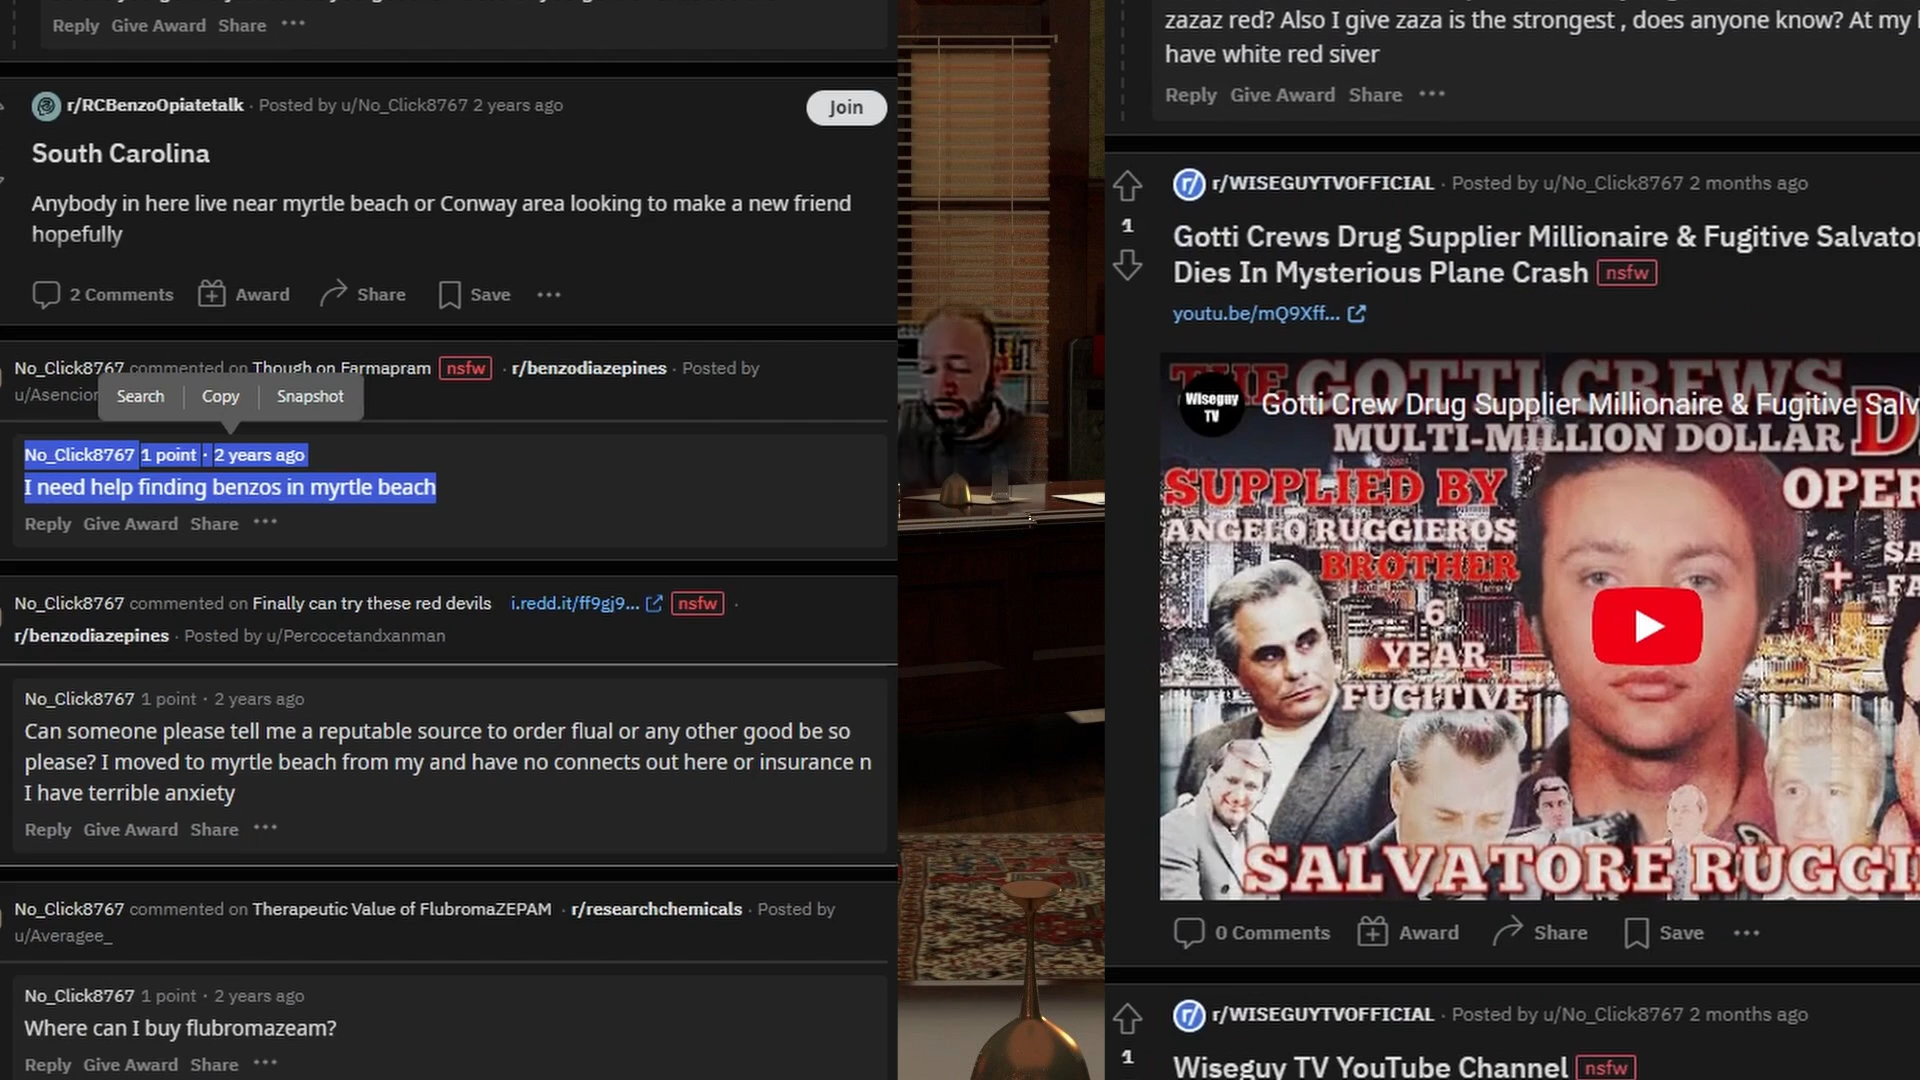 Reply Give Award Share ...
r/RCBenzoOpiatetalk · Posted by u/No_Click8767 2 years ago
Join
South Carolina
Anybody in here live near myrtle beach or Conway area looking to make a new friend
hopefully
2 Comments Award Share Save ...
No_Click8767 commented on Though on Farmapram nsfw · r/benzodiazepines · Posted by
u/Asencion
Search Copy Snapshot
No_Click8767 1 point · 2 years ago
I need help finding benzos in myrtle beach
Reply Give Award Share ...
No_Click8767 commented on Finally can try these red devils i.redd.it/ff9gj9... nsfw ·
r/benzodiazepines · Posted by u/Percocetandxanman
No_Click8767 1 point · 2 years ago
Can someone please tell me a reputable source to order flual or any other good be so
please? I moved to myrtle beach from my and have no connects out here or insurance n
I have terrible anxiety
Reply Give Award Share ...
No_Click8767 commented on Therapeutic Value of FlubromaZEPAM · r/researchchemicals · Posted by
u/Averagee_
No_Click8767 1 point · 2 years ago
Where can I buy flubromazeam?
Reply Give Award Share ...
zazaz red? Also I give zaza is the strongest , does anyone know? At my
have white red siver
Reply Give Award Share ...
r/WISEGUYTVOFFICIAL · Posted by u/No_Click8767 2 months ago
1
Gotti Crews Drug Supplier Millionaire & Fugitive Salvator
Dies In Mysterious Plane Crash nsfw
youtu.be/mQ9Xff...
THE GOTTI CREWS
Wiseguy
TV
Gotti Crew Drug Supplier Millionaire & Fugitive Salv
MULTI-MILLION DOLLAR D
SUPPLIED BY
OPER
ANGELO RUGGIEROS
BROTHER
6
YEAR
FUGITIVE
SA
+
FA
SALVATORE RUGGI
0 Comments Award Share Save ...
r/WISEGUYTVOFFICIAL · Posted by u/No_Click8767 2 months ago
1
Wiseguy TV YouTube Channel nsfw